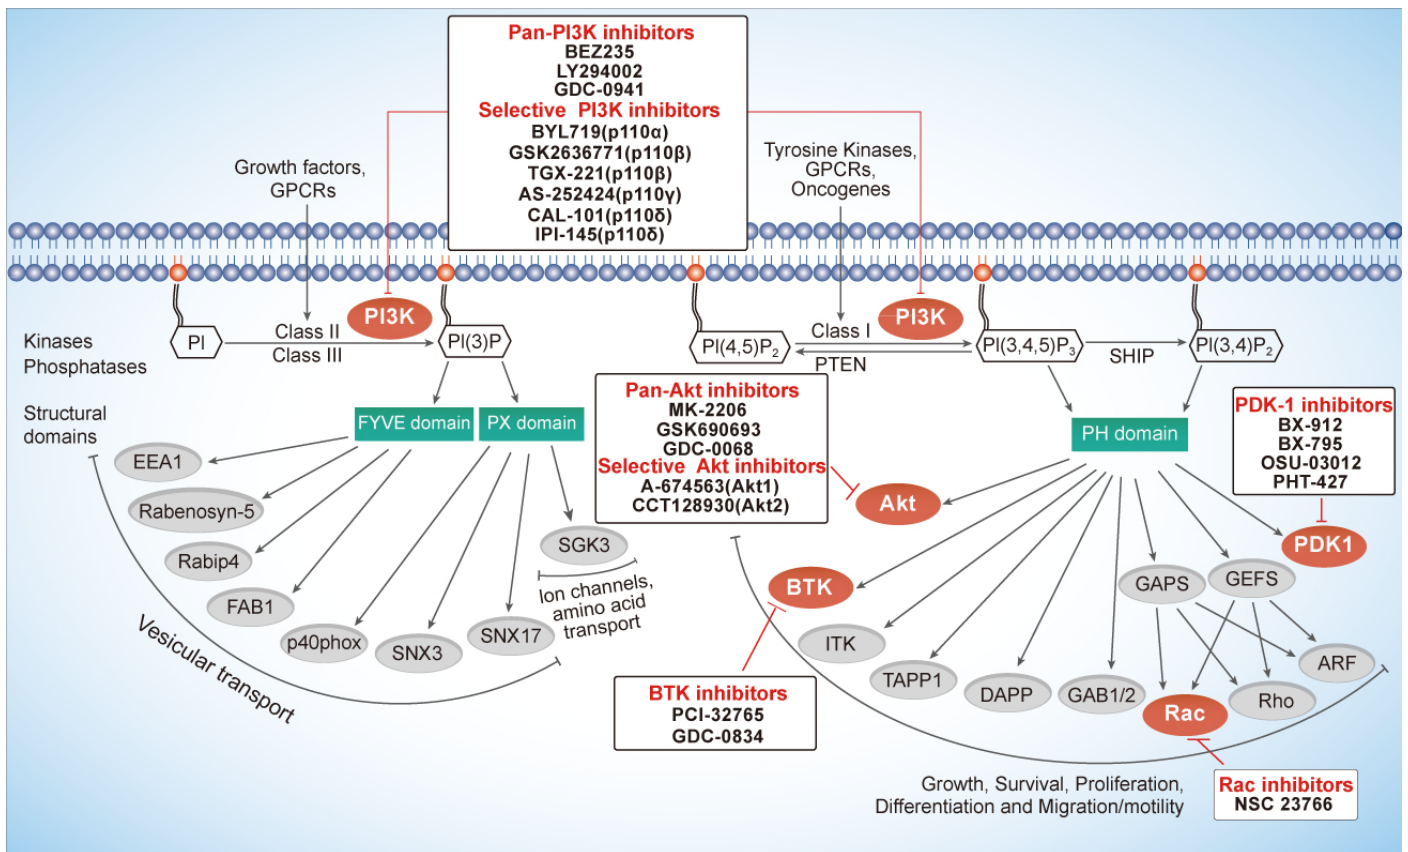 Pan-PI3K inhibitors
BEZ235
LY294002
GDC-0941
Selective PI3K inhibitors
BYL719(p110α)
GSK2636771(p110β)
TGX-221(p110β)
AS-252424(p110γ)
CAL-101(p110δ)
IPI-145(p110δ)
Growth factors,
GPCRs
Tyrosine Kinases,
GPCRs,
Oncogenes
Kinases
Phosphatases
PI
Class II
Class III
PI3K
PI(3)P
PI(4,5)P2
Class I
PTEN
PI3K
PI(3,4,5)P3
SHIP
PI(3,4)P2
Structural
domains
FYVE domain
PX domain
PH domain
EEA1
Rabenosyn-5
Rabip4
FAB1
p40phox
SNX3
SNX17
SGK3
Ion channels,
amino acid
transport
Vesicular transport
Pan-Akt inhibitors
MK-2206
GSK690693
GDC-0068
Selective Akt inhibitors
A-674563(Akt1)
CCT128930(Akt2)
Akt
PDK-1 inhibitors
BX-912
BX-795
OSU-03012
PHT-427
PDK1
BTK
ITK
TAPP1
DAPP
GAB1/2
GAPS
GEFS
Rac
Rho
ARF
BTK inhibitors
PCI-32765
GDC-0834
Growth, Survival, Proliferation,
Differentiation and Migration/motility
Rac inhibitors
NSC 23766